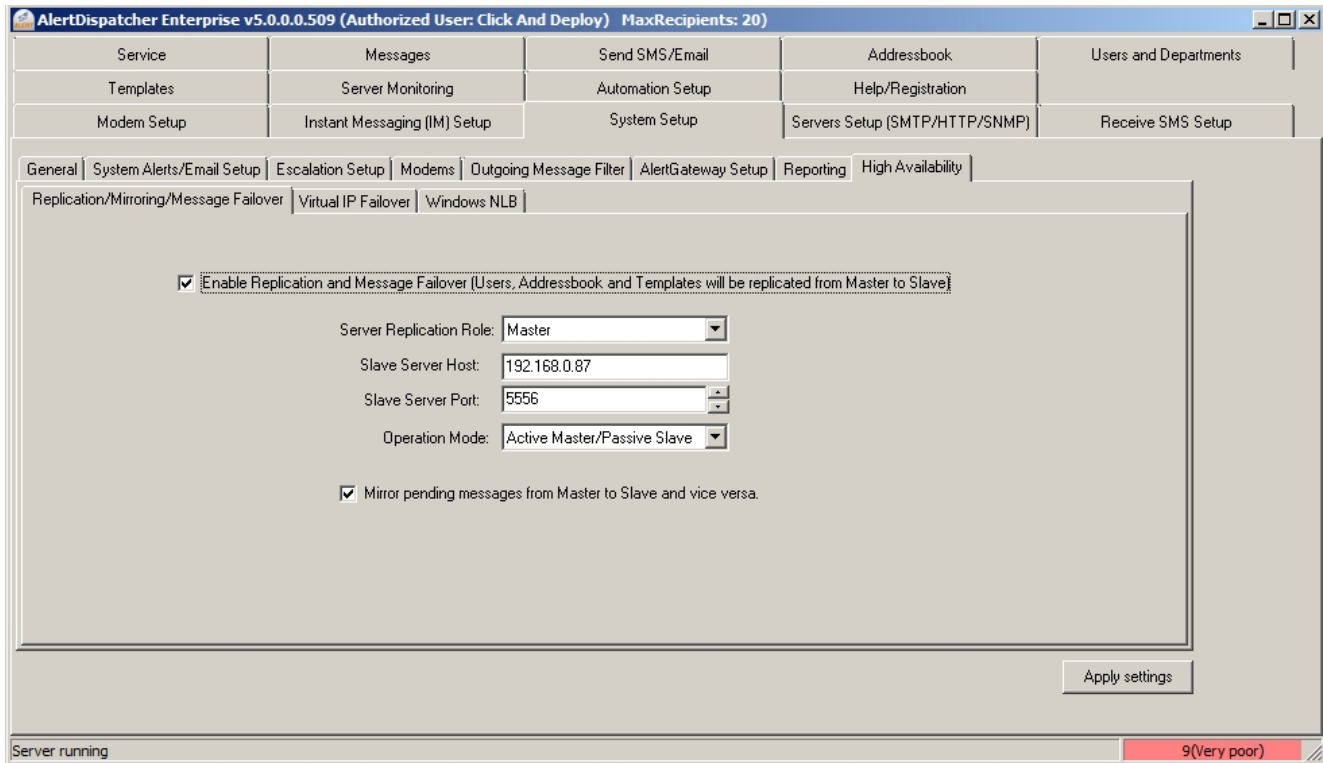 AlertDispatcher Enterprise v5.0.0.0.509 (Authorized User: Click And Deploy) MaxRecipients: 20)
Service Messages Send SMS/Email Addressbook Users and Departments
Templates Server Monitoring Automation Setup Help/Registration
Modem Setup Instant Messaging (IM) Setup System Setup Servers Setup (SMTP/HTTP/SNMP) Receive SMS Setup
General System Alerts/Email Setup Escalation Setup Modems Outgoing Message Filter AlertGateway Setup Reporting High Availability
Replication/Mirroring/Message Failover Virtual IP Failover Windows NLB
Enable Replication and Message Failover (Users, Addressbook and Templates will be replicated from Master to Slave)
Server Replication Role: Master
Slave Server Host: 192.168.0.87
Slave Server Port: 5556
Operation Mode: Active Master/Passive Slave
Mirror pending messages from Master to Slave and vice versa.
Apply settings
Server running 9(Very poor)